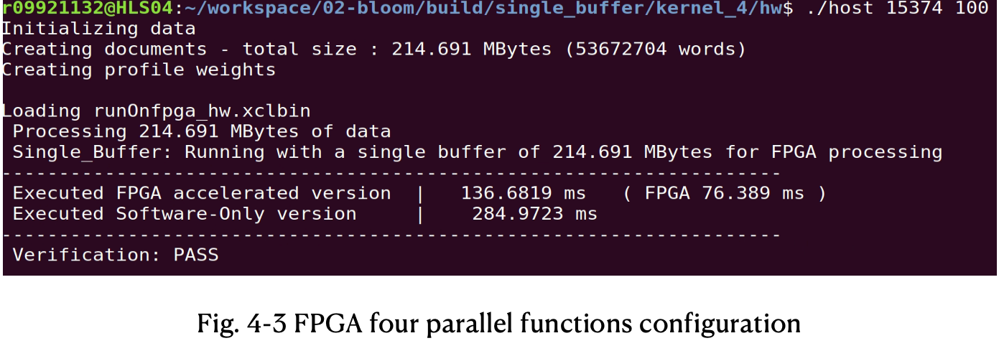 r09921132@HLS04:~/workspace/02-bloom/build/single_buffer/kernel_4/hw$ ./host 15374 100
Initializing data
Creating documents - total size : 214.691 MBytes (53672704 words)
Creating profile weights
Loading runOnfpga_hw.xclbin
Processing 214.691 MBytes of data
Single_Buffer: Running with a single buffer of 214.691 MBytes for FPGA processing
--------------------------------------------------------------------
Executed FPGA accelerated version  |   136.6819 ms   ( FPGA 76.389 ms )
Executed Software-Only version     |    284.9723 ms
--------------------------------------------------------------------
Verification: PASS
Fig. 4-3 FPGA four parallel functions configuration